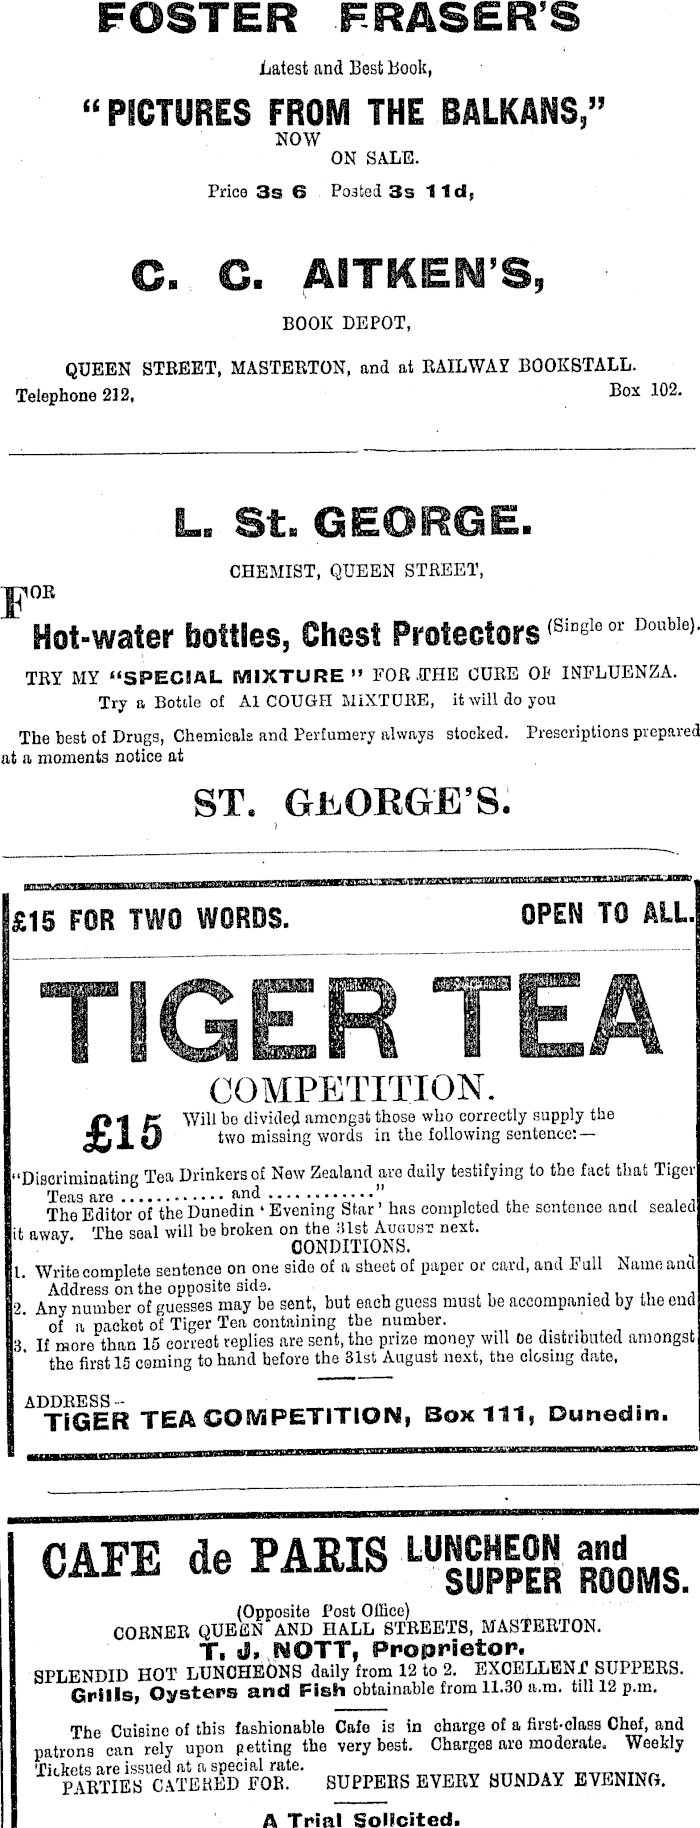 FOSTER FRASER'S
Latest and Best Book,
"PICTURES FROM THE BALKANS,"
NOW
ON SALE.
Price 3s 6 Posted 3s 11d,
C. C. AITKEN'S,
BOOK DEPOT,
QUEEN STREET, MASTERTON, and at RAILWAY BOOKSTALL.
Telephone 212, Box 102.
L. St. GEORGE.
CHEMIST, QUEEN STREET,
FOR
Hot-water bottles, Chest Protectors (Single or Double).
TRY MY "SPECIAL MIXTURE" FOR THE CURE OF INFLUENZA.
Try a Bottle of A1 COUGH MIXTURE, it will do you
The best of Drugs, Chemicals and Perfumery always stocked. Prescriptions prepared
at a moments notice at
ST. GEORGE'S.
£15 FOR TWO WORDS. OPEN TO ALL.
TIGER TEA
COMPETITION.
£15 Will be divided amongst those who correctly supply the
two missing words in the following sentence:—
"Discriminating Tea Drinkers of New Zealand are daily testifying to the fact that Tiger
Teas are ............ and ............"
The Editor of the Dunedin 'Evening Star' has completed the sentence and sealed
it away. The seal will be broken on the 31st AUGUST next.
CONDITIONS.
1. Write complete sentence on one side of a sheet of paper or card, and Full Name and
Address on the opposite side.
2. Any number of guesses may be sent, but each guess must be accompanied by the end
of a packet of Tiger Tea containing the number.
3. If more than 15 correct replies are sent, the prize money will be distributed amongst
the first 15 coming to hand before the 31st August next, the closing date.
ADDRESS—
TIGER TEA COMPETITION, Box 111, Dunedin.
CAFE de PARIS LUNCHEON and
SUPPER ROOMS.
(Opposite Post Office)
CORNER QUEEN AND HALL STREETS, MASTERTON.
T. J. NOTT, Proprietor.
SPLENDID HOT LUNCHEONS daily from 12 to 2. EXCELLENT SUPPERS.
Grills, Oysters and Fish obtainable from 11.30 a.m. till 12 p.m.
The Cuisine of this fashionable Cafe is in charge of a first-class Chef, and
patrons can rely upon getting the very best. Charges are moderate. Weekly
Tickets are issued at a special rate.
PARTIES CATERED FOR. SUPPERS EVERY SUNDAY EVENING.
A Trial Solicited.